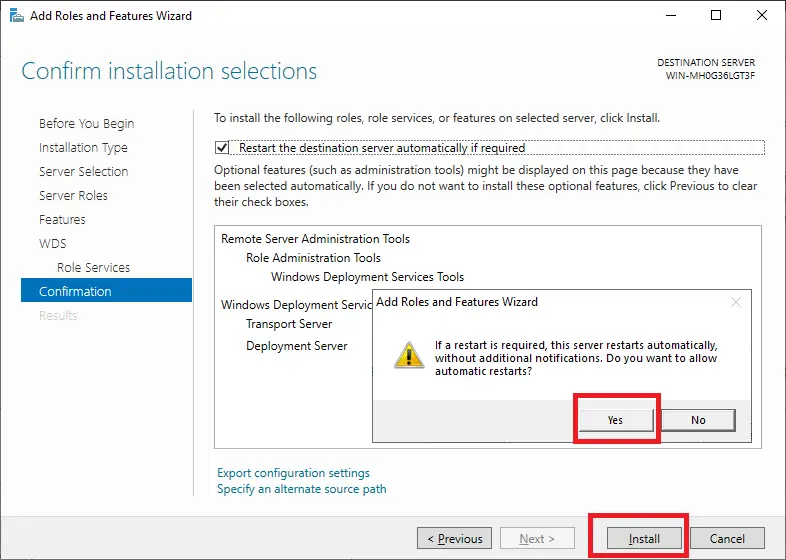 Add Roles and Features Wizard
Confirm installation selections
DESTINATION SERVER
WIN-MH0G36LGT3F
Before You Begin
Installation Type
Server Selection
Server Roles
Features
WDS
Role Services
Confirmation
Results
To install the following roles, role services, or features on selected server, click Install.
Restart the destination server automatically if required
Optional features (such as administration tools) might be displayed on this page because they have
been selected automatically. If you do not want to install these optional features, click Previous to clear
their check boxes.
Remote Server Administration Tools
Role Administration Tools
Windows Deployment Services Tools
Windows Deployment Servic
Transport Server
Deployment Server
Add Roles and Features Wizard
If a restart is required, this server restarts automatically,
without additional notifications. Do you want to allow
automatic restarts?
Yes
No
Export configuration settings
Specify an alternate source path
< Previous
Next >
Install
Cancel